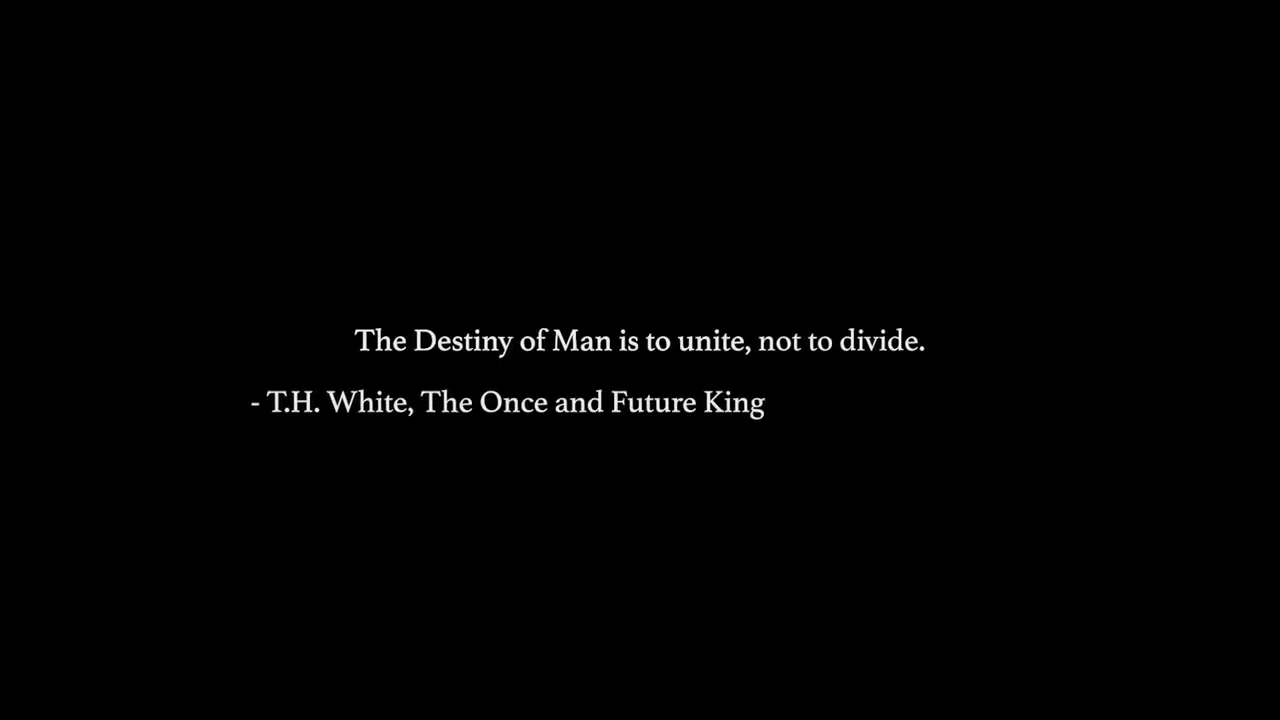 The Destiny of Man is to unite, not to divide.
- T.H. White, The Once and Future King